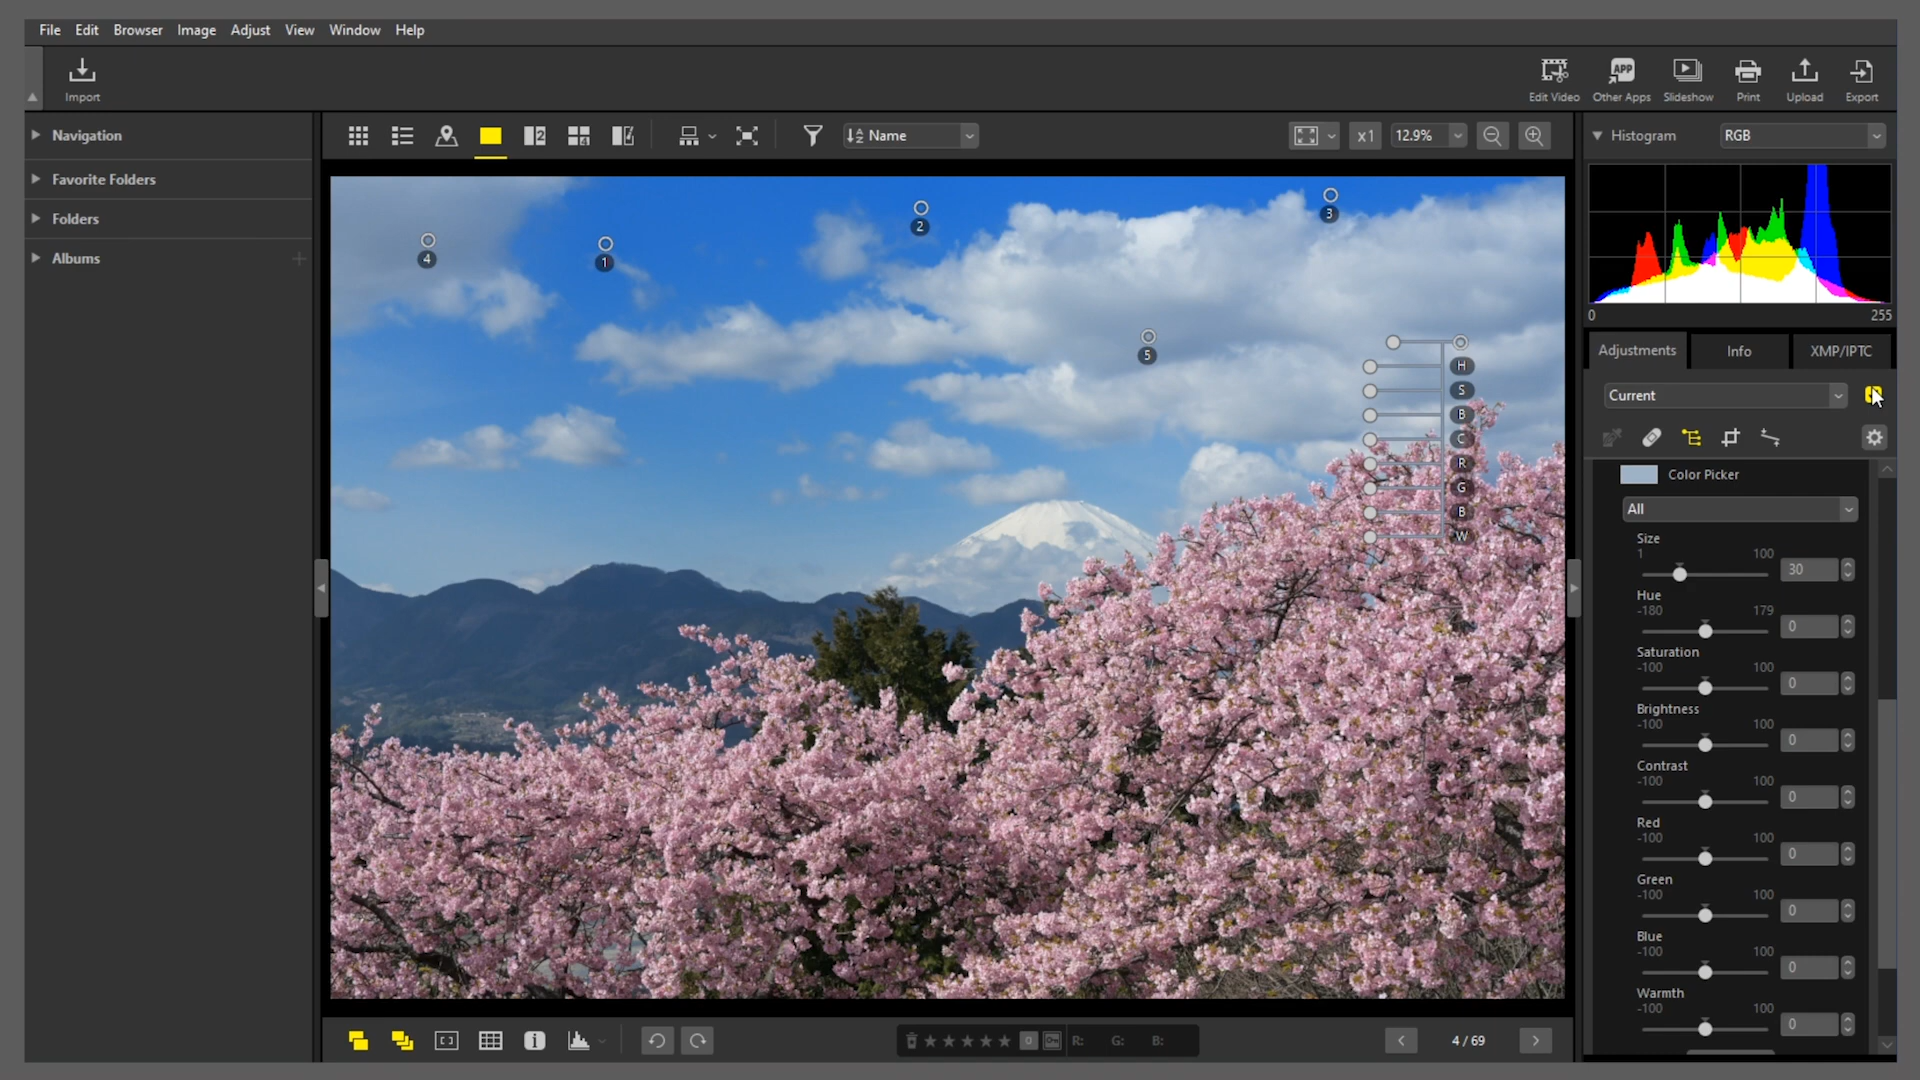 File Edit Browser Image Adjust View Window Help
Import
Edit Video Other Apps Slideshow Print Upload Export
APP
Navigation
Favorite Folders
Folders
Albums
2 4 Name
x1 12.9%
Histogram RGB
0 255
Adjustments Info XMP/IPTC
Current
Color Picker
All
Size
1 100
30
Hue
-180 179
0
Saturation
-100 100
0
Brightness
-100 100
0
Contrast
-100 100
0
Red
-100 100
0
Green
-100 100
0
Blue
-100 100
0
Warmth
-100 100
0
4
1
2
3
5
H
S
B
C
R
G
B
W
0 R: G: B:
4 / 69